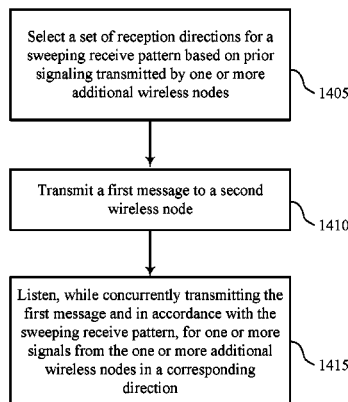 Select a set of reception directions for a
sweeping receive pattern based on prior
signaling transmitted by one or more
additional wireless nodes
1405
Transmit a first message to a second
wireless node
1410
Listen, while concurrently transmitting the
first message and in accordance with the
sweeping receive pattern, for one or more
signals from the one or more additional
wireless nodes in a corresponding
direction
1415